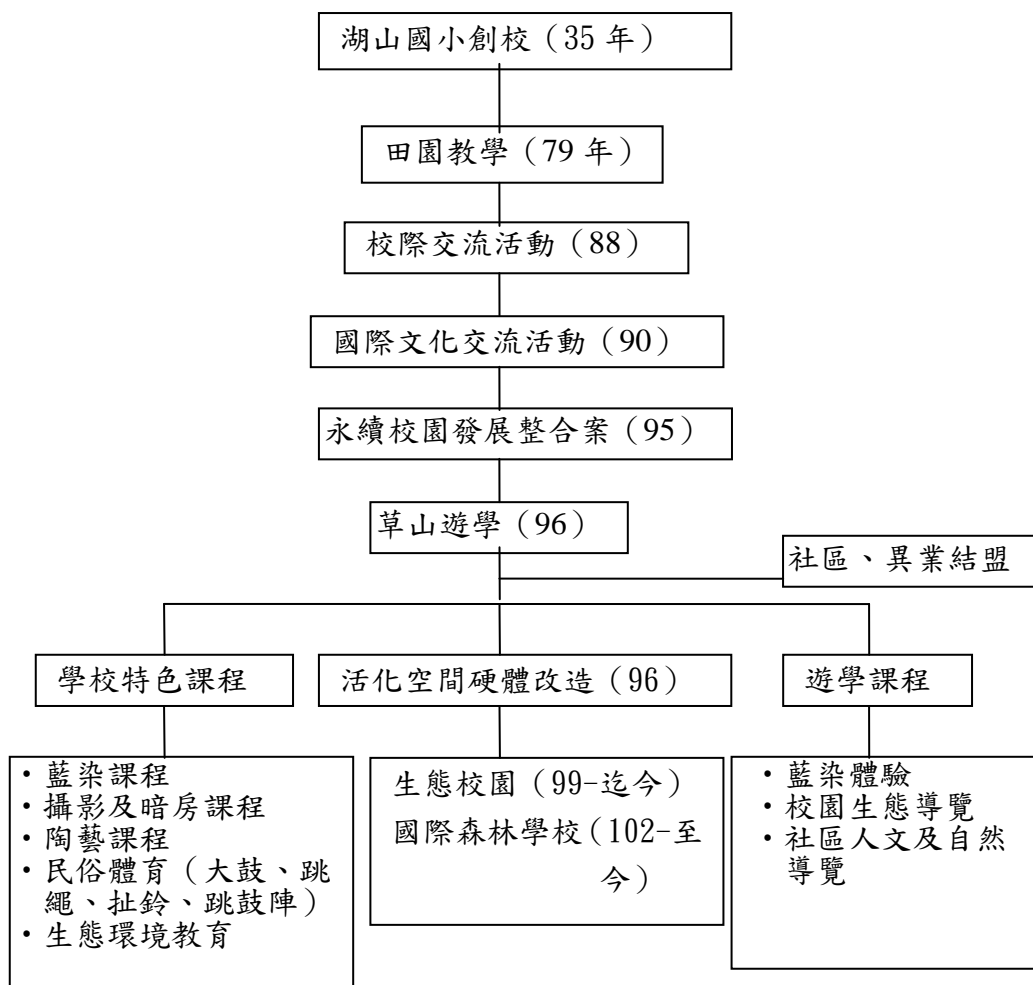 湖山國小創校（35 年）
田園教學（79 年）
校際交流活動（88）
國際文化交流活動（90）
永續校園發展整合案（95）
草山遊學（96）
社區、異業結盟
學校特色課程
活化空間硬體改造（96）
遊學課程
・藍染課程
・攝影及暗房課程
・陶藝課程
・民俗體育（大鼓、跳
繩、扯鈴、跳鼓陣）
・生態環境教育
生態校園（99-迄今）
國際森林學校（102-至
今）
・藍染體驗
・校園生態導覽
・社區人文及自然
導覽